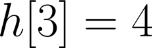 h[3] = 4